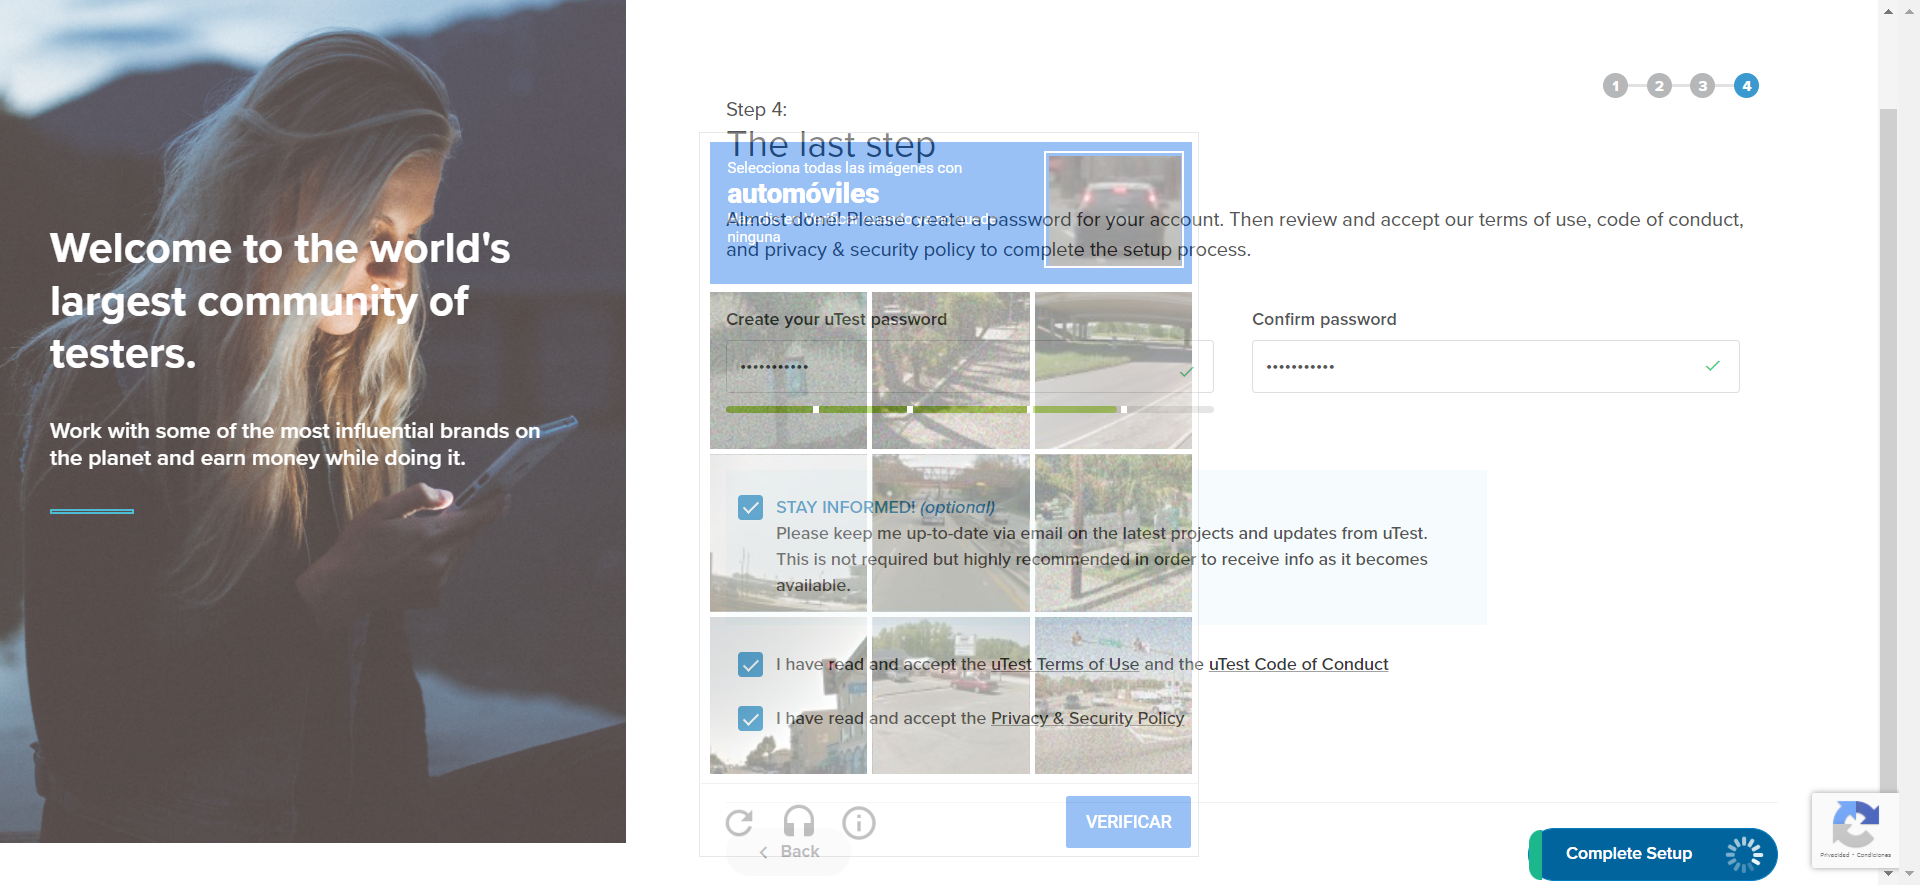 1 2 3 4
Step 4:
The last step
Selecciona todas las imágenes con
automóviles
Haz clic en Verificar cuando ya no quede
ninguna
Almost done! Please create a password for your account. Then review and accept our terms of use, code of conduct,
and privacy & security policy to complete the setup process.
Welcome to the world's
largest community of
testers.
Work with some of the most influential brands on
the planet and earn money while doing it.
Create your uTest password
Confirm password
STAY INFORMED! (optional)
Please keep me up-to-date via email on the latest projects and updates from uTest.
This is not required but highly recommended in order to receive info as it becomes
available.
I have read and accept the uTest Terms of Use and the uTest Code of Conduct
I have read and accept the Privacy & Security Policy
VERIFICAR
Back
Complete Setup
Privacidad - Condiciones